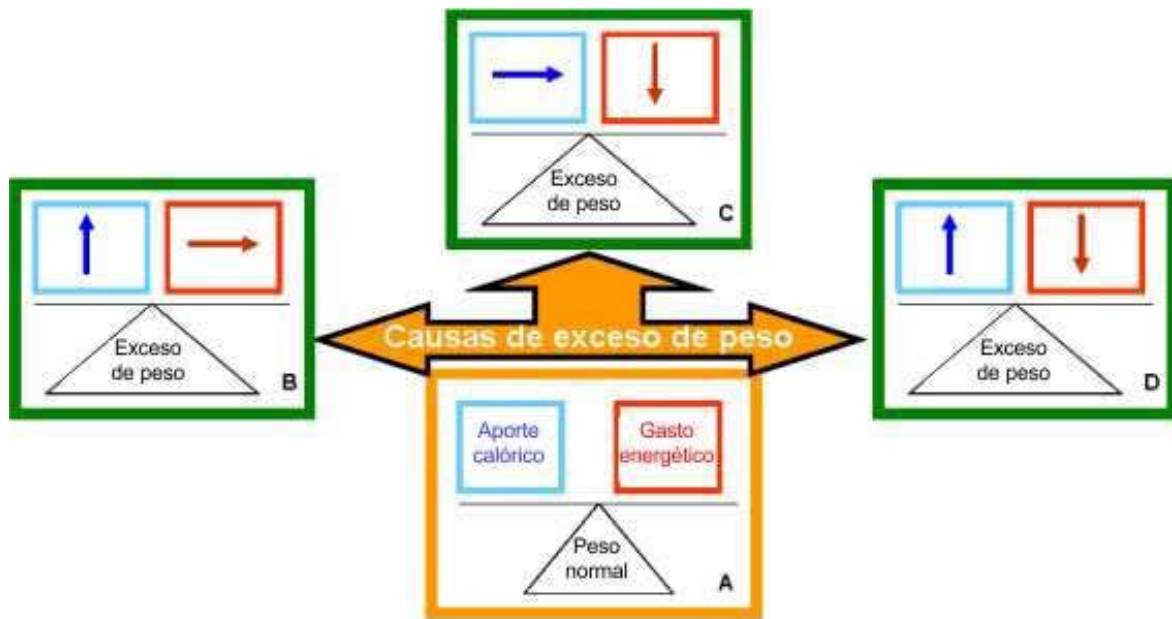 Exceso
de peso
C
Exceso
de peso
B
Causas de exceso de peso
Exceso
de peso
D
Aporte
calórico
Gasto
energético
Peso
normal
A